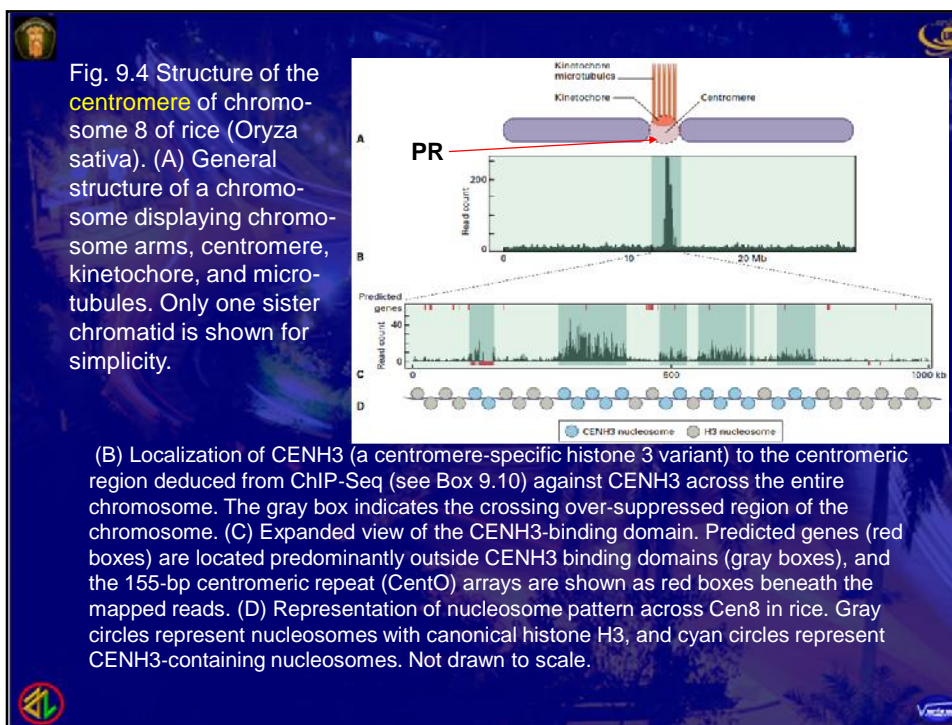 Fig. 9.4 Structure of the
centromere of chromo-
some 8 of rice (Oryza
sativa). (A) General
structure of a chromo-
some displaying chromo-
some arms, centromere,
kinetochore, and micro-
tubules. Only one sister
chromatid is shown for
simplicity.
Kinetochore
microtubules
Kinetochore
Centromere
A
PR
200
Read count
0
B
0
10
20 Mb
Predicted
genes
40
Read count
0
C
0
500
1000 kb
D
CENH3 nucleosome
H3 nucleosome
(B) Localization of CENH3 (a centromere-specific histone 3 variant) to the centromeric
region deduced from ChIP-Seq (see Box 9.10) against CENH3 across the entire
chromosome. The gray box indicates the crossing over-suppressed region of the
chromosome. (C) Expanded view of the CENH3-binding domain. Predicted genes (red
boxes) are located predominantly outside CENH3 binding domains (gray boxes), and
the 155-bp centromeric repeat (CentO) arrays are shown as red boxes beneath the
mapped reads. (D) Representation of nucleosome pattern across Cen8 in rice. Gray
circles represent nucleosomes with canonical histone H3, and cyan circles represent
CENH3-containing nucleosomes. Not drawn to scale.